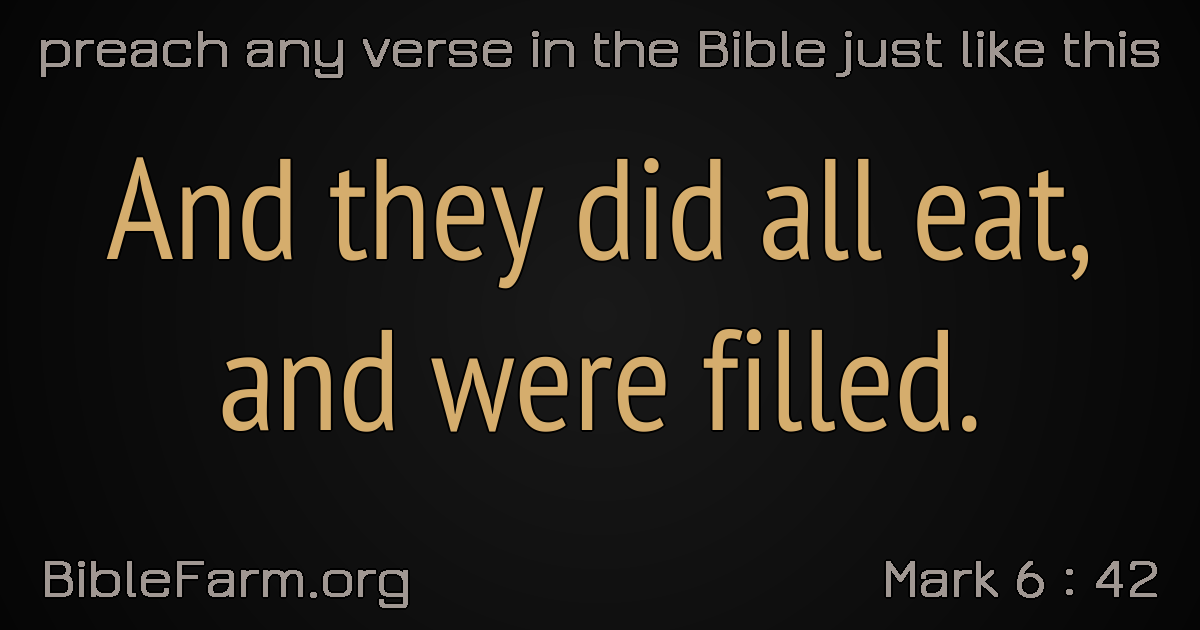 preach any verse in the Bible just like this
And they did all eat,
and were filled.
BibleFarm.org
Mark 6 : 42